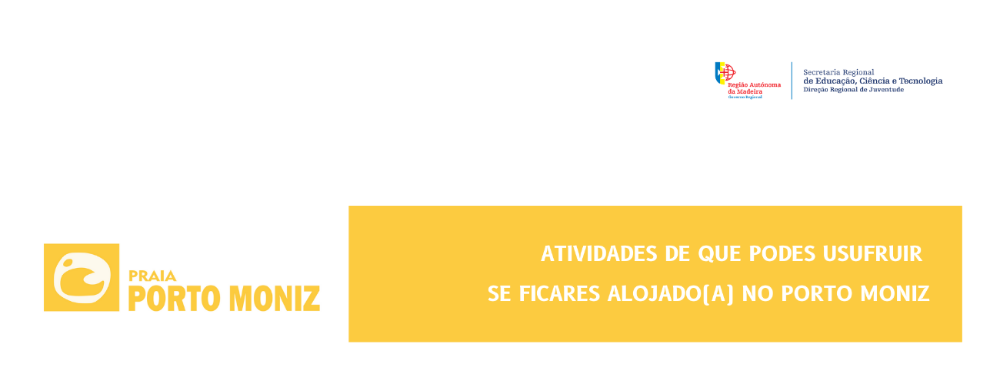 Região Autónoma
da Madeira
Governo Regional
Secretaria Regional
de Educação, Ciência e Tecnologia
Direção Regional de Juventude
PRAIA
PORTO MONIZ
ATIVIDADES DE QUE PODES USUFRUIR
SE FICARES ALOJADO(A) NO PORTO MONIZ